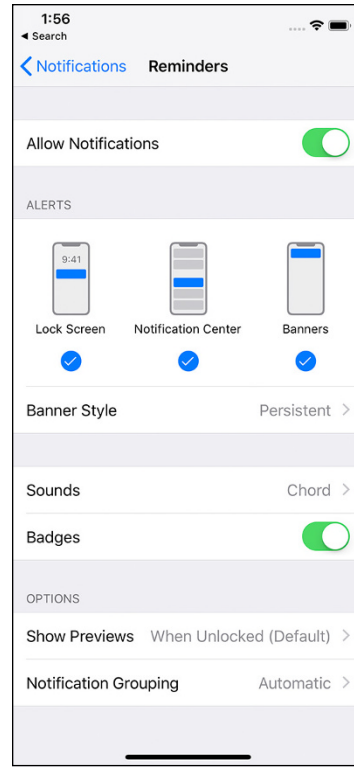 1:56
Search
Notifications Reminders
Allow Notifications
ALERTS
9:41
Lock Screen Notification Center Banners
Banner Style Persistent
Sounds Chord
Badges
OPTIONS
Show Previews When Unlocked (Default)
Notification Grouping Automatic